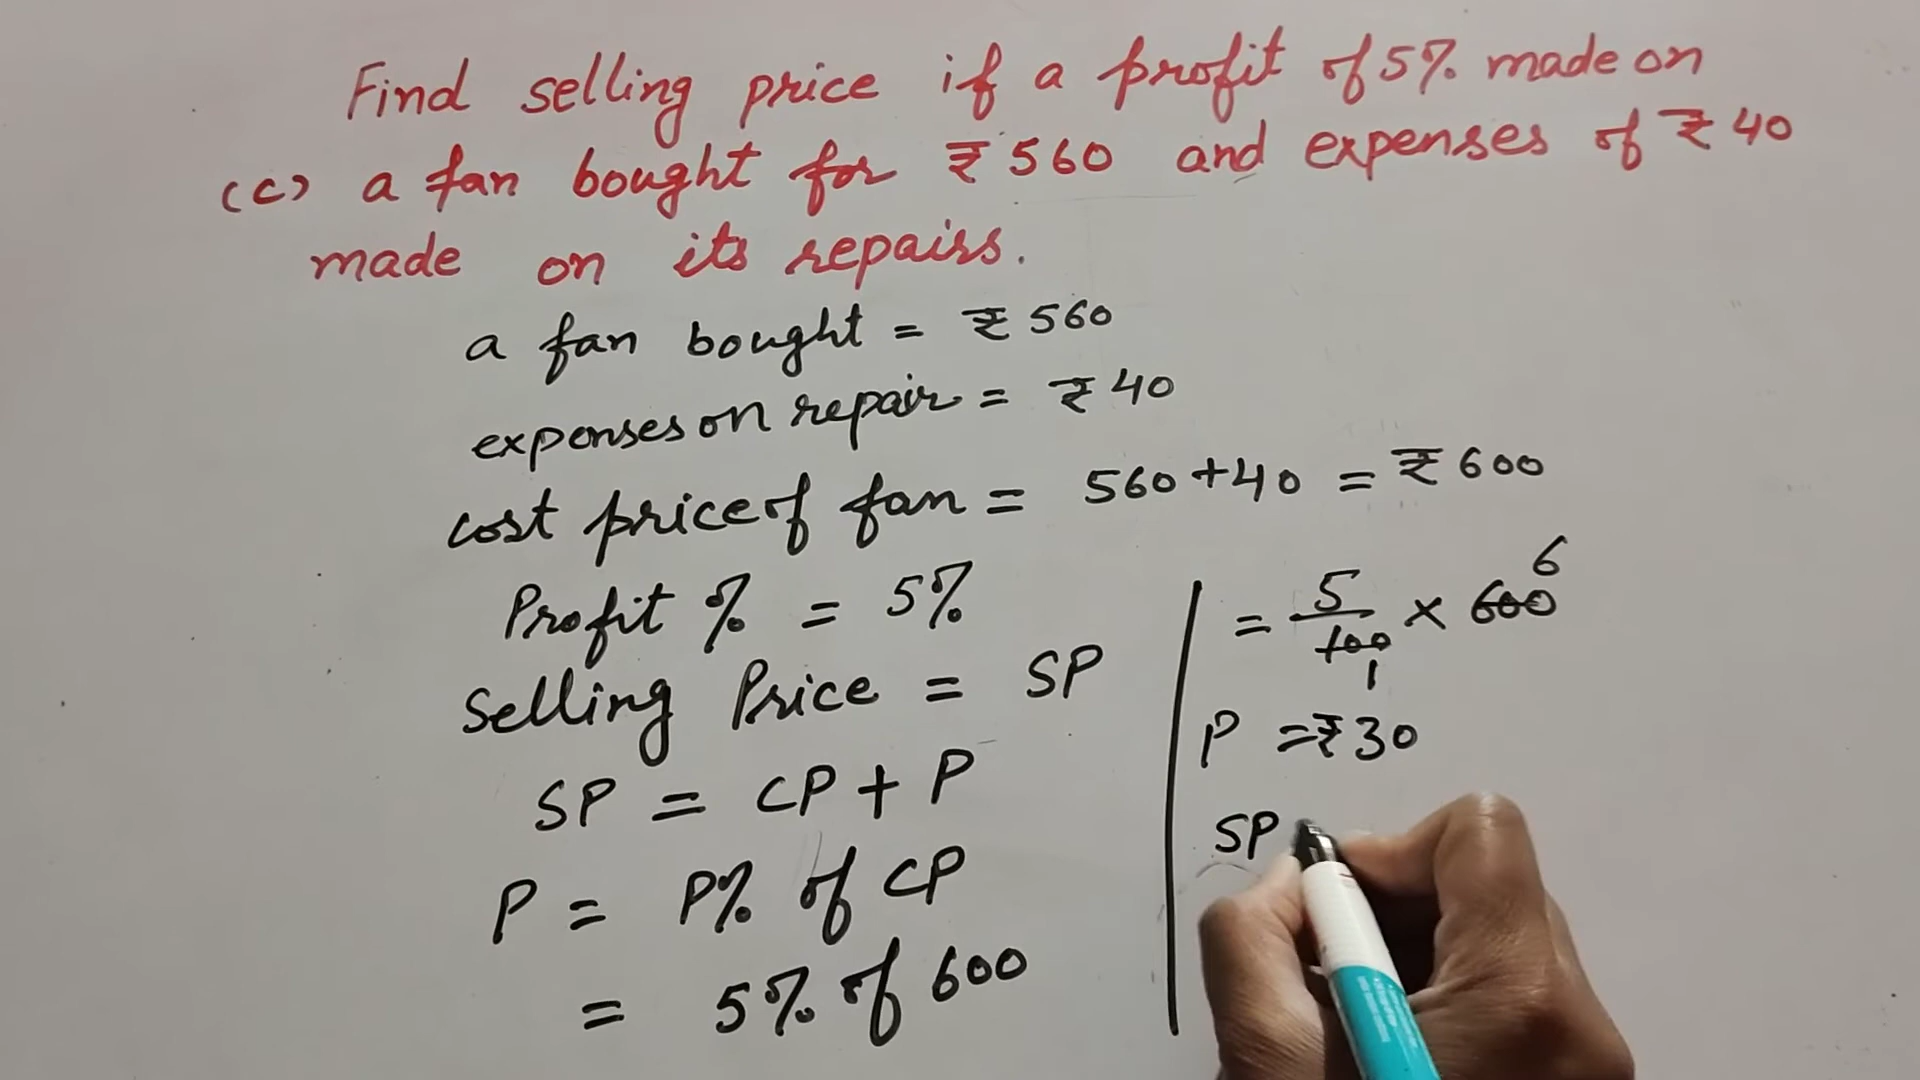 Find selling price if a profit of 5% made on
(c) a fan bought for ₹ 560 and expenses of ₹ 40
made on its repairs.
a fan bought = ₹ 560
expenses on repair = ₹ 40
cost price of fan = 560 + 40 = ₹ 600
Profit % = 5%
Selling Price = SP
SP = CP + P
P = P% of CP
= 5% of 600
= 5/100 × 600 6
1
P = ₹ 30
SP